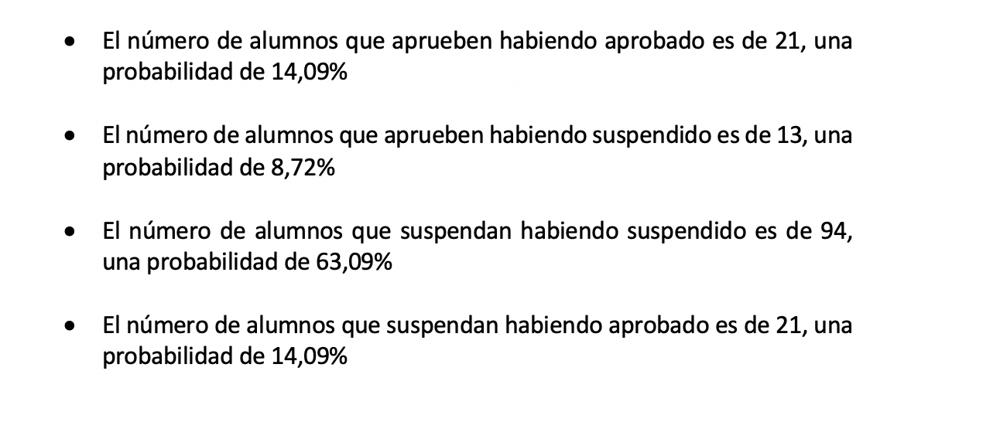 • El número de alumnos que aprueben habiendo aprobado es de 21, una
probabilidad de 14,09%
• El número de alumnos que aprueben habiendo suspendido es de 13, una
probabilidad de 8,72%
• El número de alumnos que suspendan habiendo suspendido es de 94,
una probabilidad de 63,09%
• El número de alumnos que suspendan habiendo aprobado es de 21, una
probabilidad de 14,09%